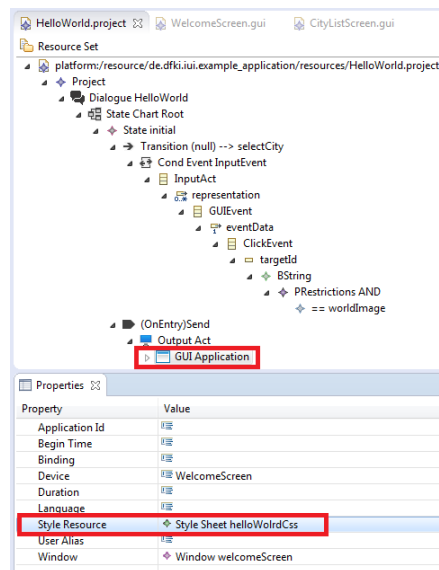 HelloWorld.project WelcomeScreen.gui CityListScreen.gui
Resource Set
platform:/resource/de.dfki.iui.example_application/resources/HelloWorld.project
Project
Dialogue HelloWorld
State Chart Root
State initial
Transition (null) --> selectCity
Cond Event InputEvent
InputAct
0..* representation
GUIEvent
1* eventData
ClickEvent
targetId
BString
PRestrictions AND
== worldImage
(OnEntry)Send
Output Act
GUI Application
Properties
Property Value
Application Id
Begin Time
Binding
Device WelcomeScreen
Duration
Language
Style Resource Style Sheet helloWolrdCss
User Alias
Window Window welcomeScreen